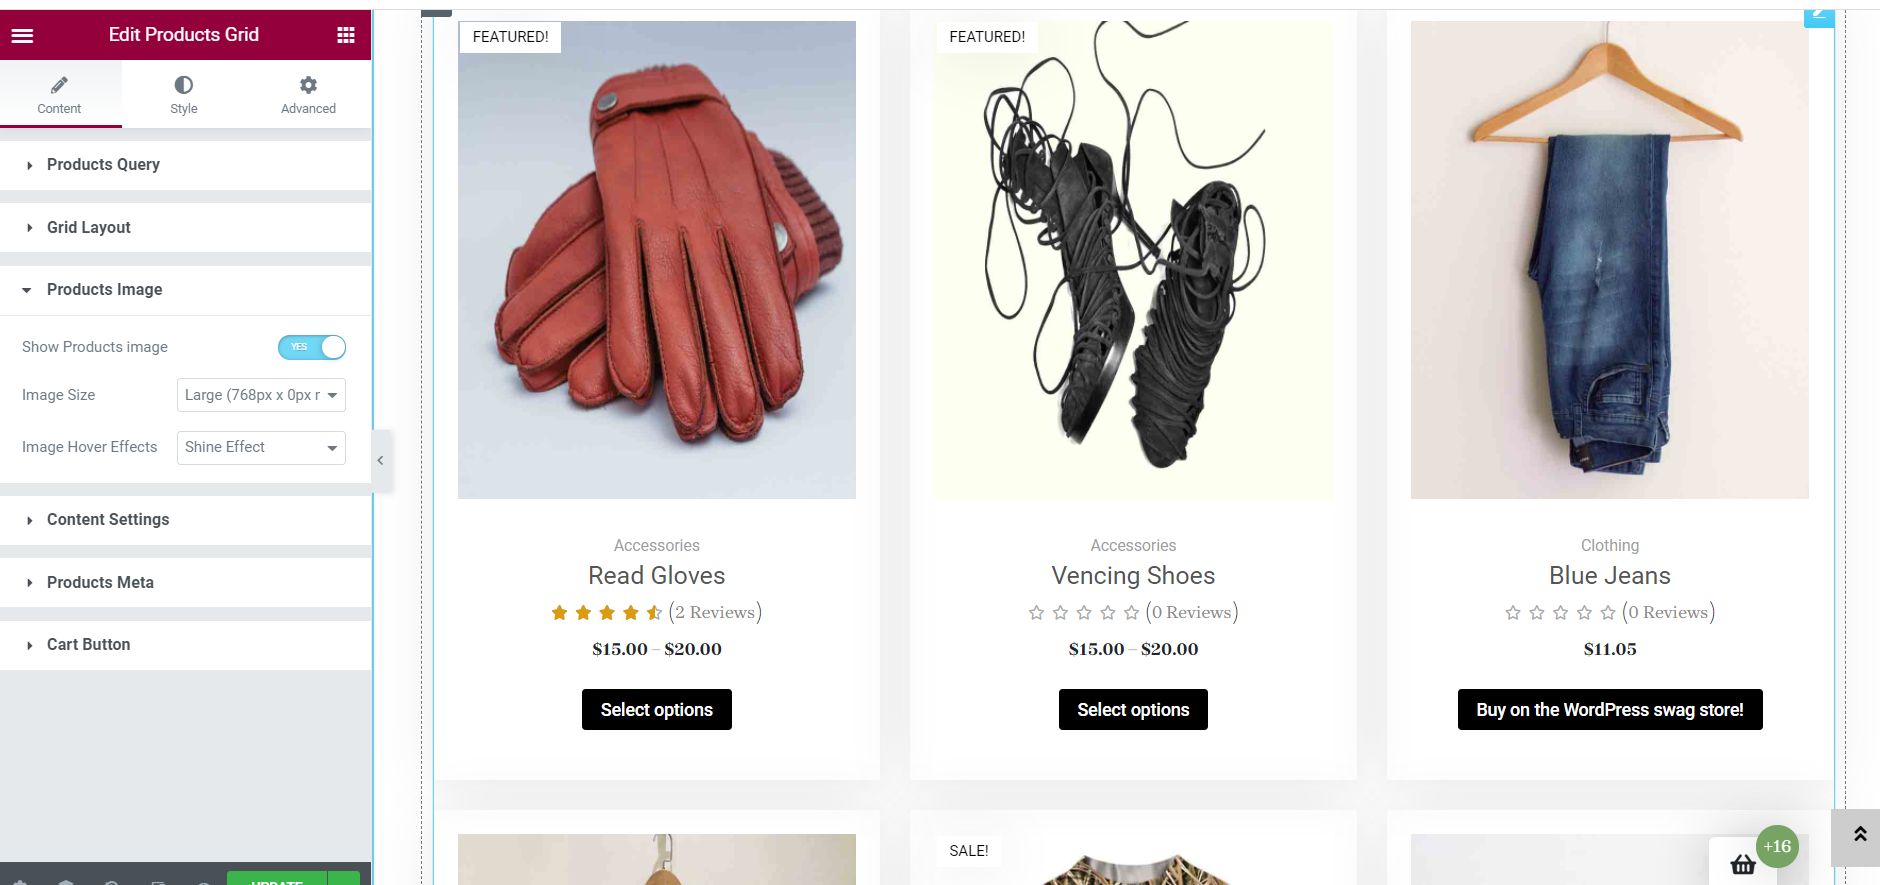 Edit Products Grid
Content
Style
Advanced
Products Query
Grid Layout
Products Image
Show Products image
YES
Image Size
Large (768px x 0px r
Image Hover Effects
Shine Effect
Content Settings
Products Meta
Cart Button
UPDATE
FEATURED!
Accessories
Read Gloves
(2 Reviews)
$15.00 – $20.00
Select options
FEATURED!
Accessories
Vencing Shoes
(0 Reviews)
$15.00 – $20.00
Select options
Clothing
Blue Jeans
(0 Reviews)
$11.05
Buy on the WordPress swag store!
SALE!
+16